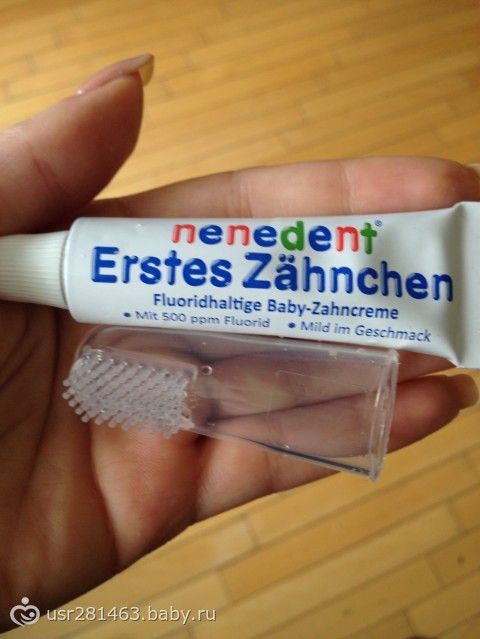 nenedent®
Erstes Zähnchen
Fluoridhaltige Baby-Zahncreme
• Mit 500 ppm Fluorid • Mild im Geschmack
usr281463.baby.ru